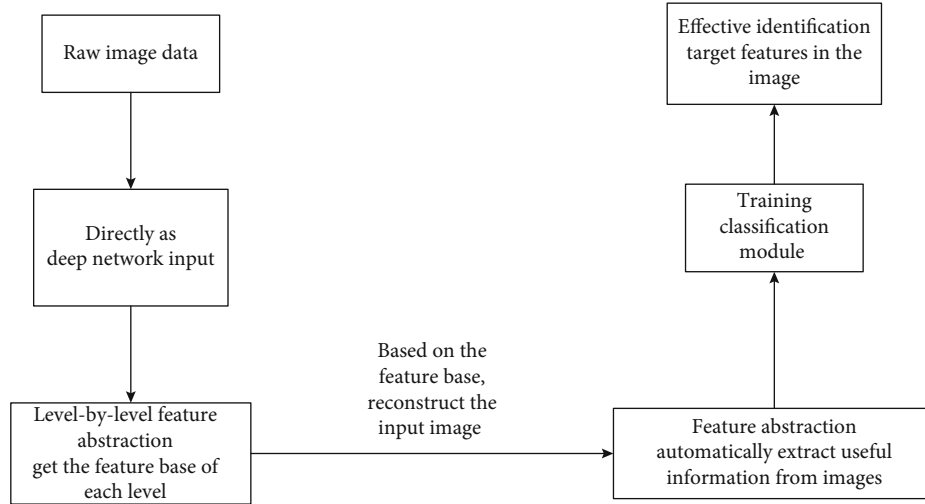 Raw image data
Directly as
deep network input
Level-by-level feature
abstraction
get the feature base of
each level
Based on the
feature base,
reconstruct the
input image
Feature abstraction
automatically extract useful
information from images
Training
classification
module
Effective identification
target features in the
image